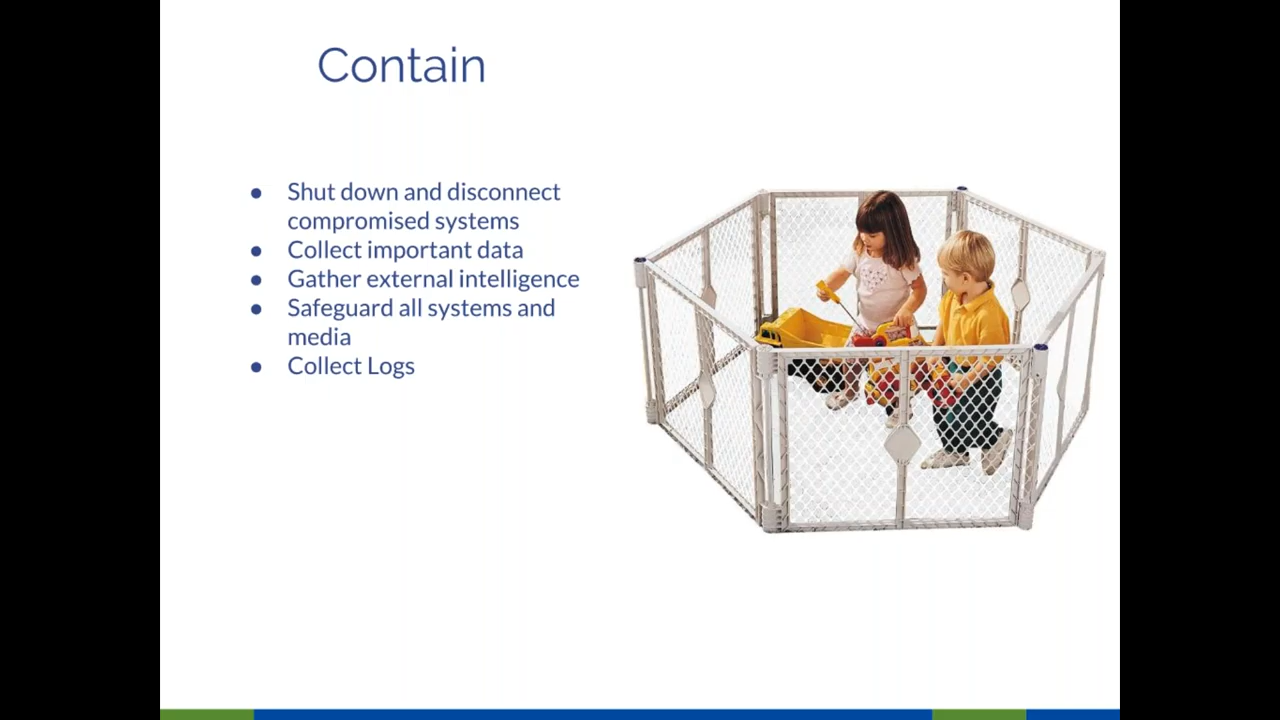 Contain
● Shut down and disconnect
compromised systems
● Collect important data
● Gather external intelligence
● Safeguard all systems and
media
● Collect Logs